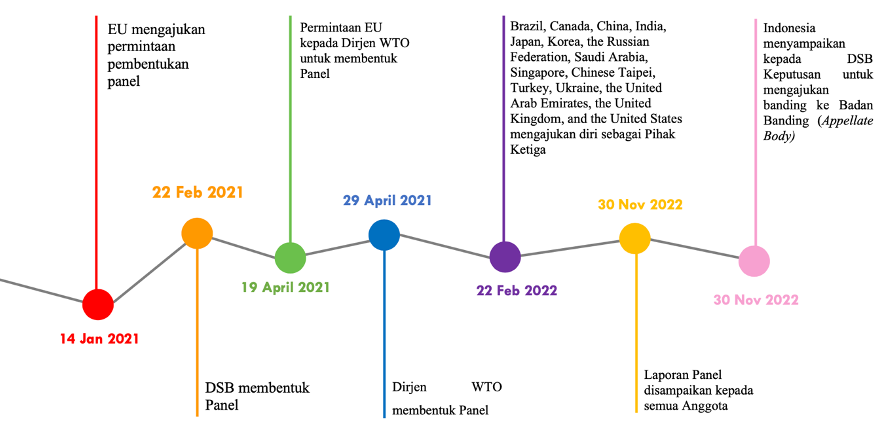 EU mengajukan
permintaan
pembentukan
panel
14 Jan 2021
22 Feb 2021
DSB membentuk
Panel
Permintaan EU
kepada Dirjen WTO
untuk membentuk
Panel
19 April 2021
29 April 2021
Dirjen WTO
membentuk Panel
Brazil, Canada, China, India,
Japan, Korea, the Russian
Federation, Saudi Arabia,
Singapore, Chinese Taipei,
Turkey, Ukraine, the United
Arab Emirates, the United
Kingdom, and the United States
mengajukan diri sebagai Pihak
Ketiga
22 Feb 2022
30 Nov 2022
Laporan Panel
disampaikan kepada
semua Anggota
Indonesia
menyampaikan
kepada DSB
Keputusan untuk
mengajukan
banding ke Badan
Banding (Appellate
Body)
30 Nov 2022